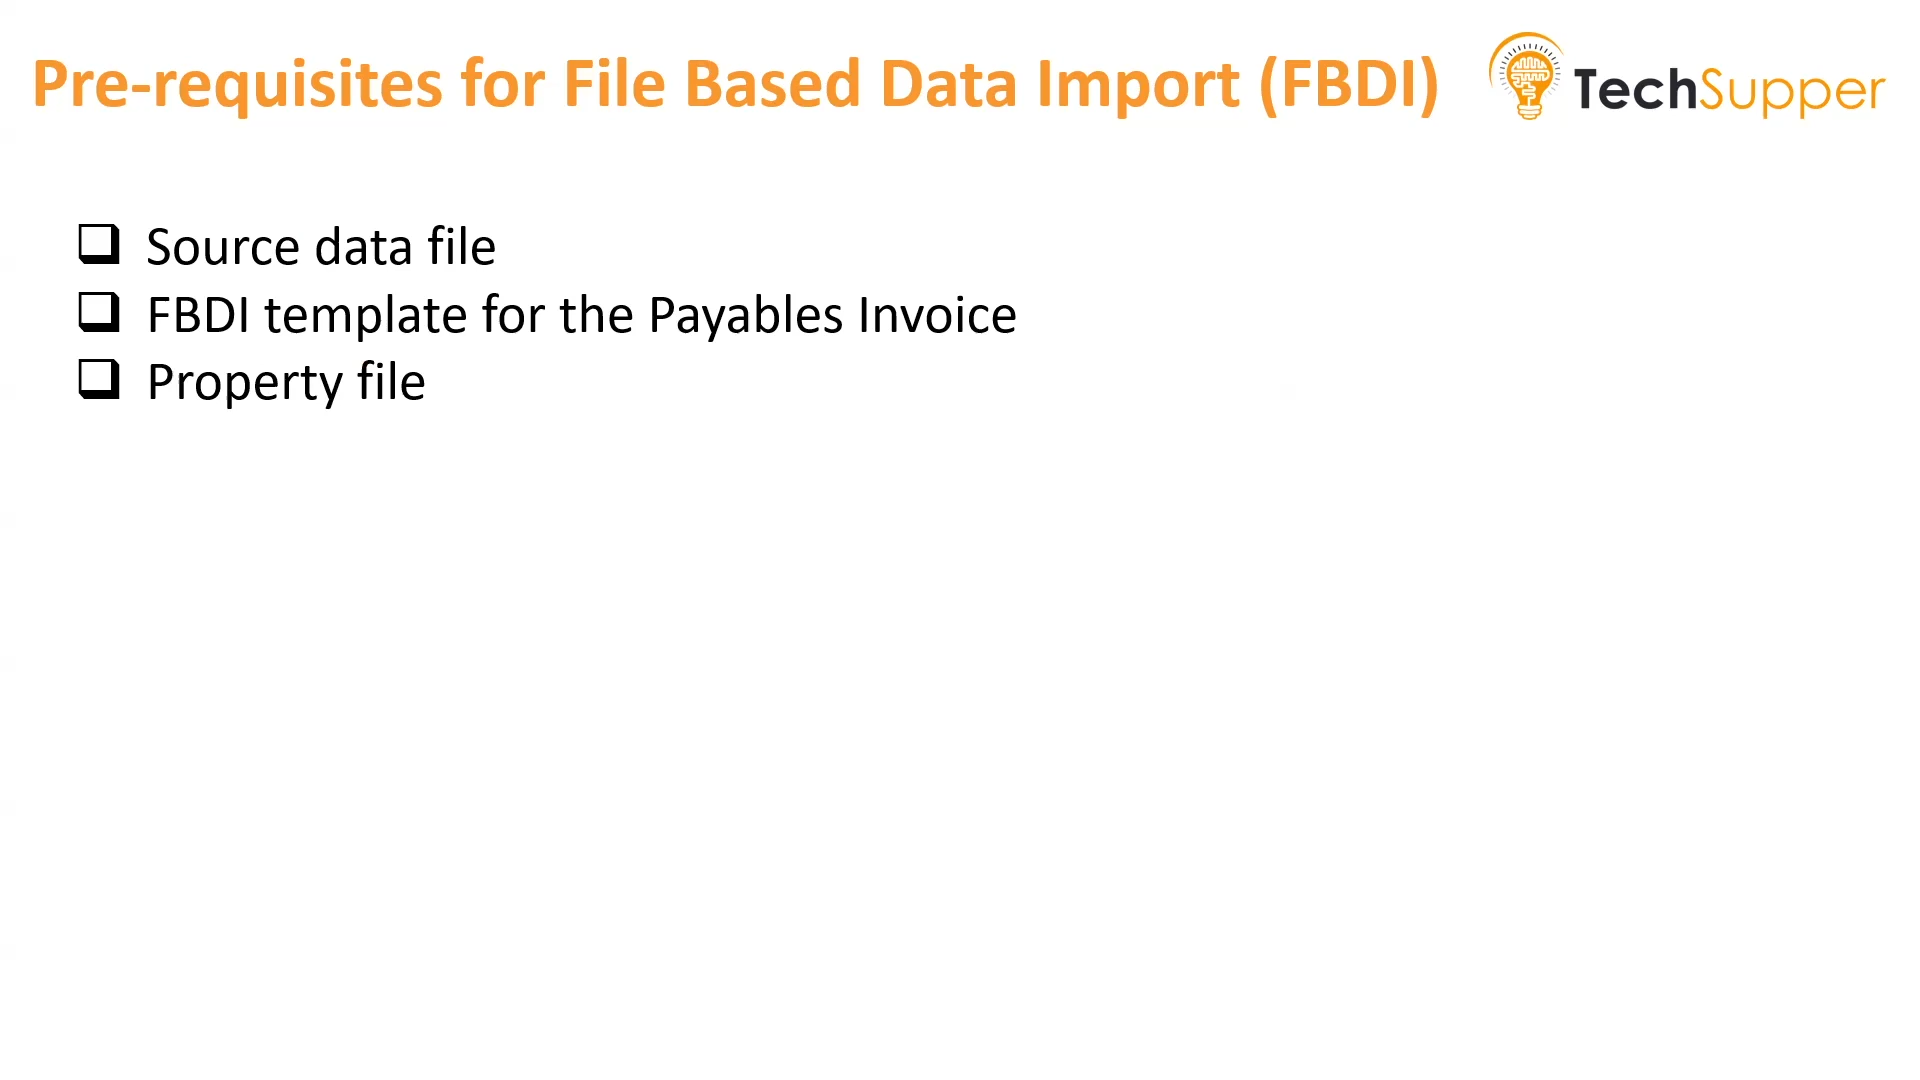 Pre-requisites for File Based Data Import (FBDI)
TechSupper
Source data file
FBDI template for the Payables Invoice
Property file